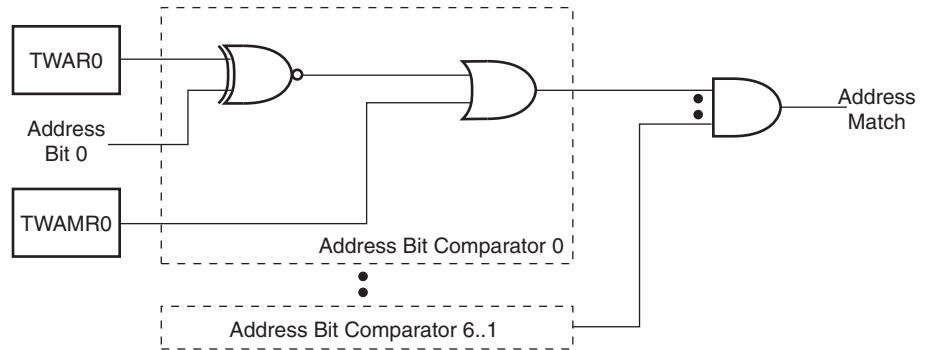 TWAR0
Address
Bit 0
TWAMR0
Address Bit Comparator 0
Address Bit Comparator 6..1
Address
Match